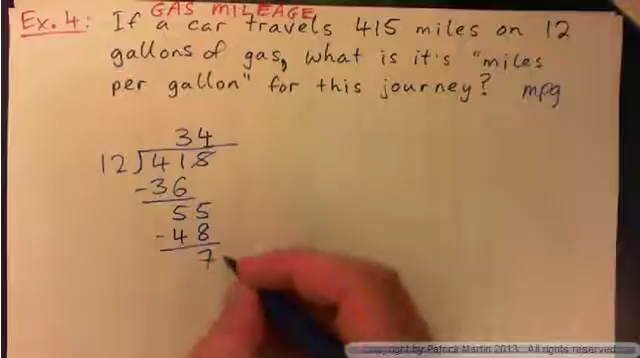 GAS MILEAGE
Ex. 4: If a car travels 415 miles on 12
gallons of gas, what is it's "miles
per gallon" for this journey? mpg
34
12 415
-36
55
-48
7
Copyright by Patrick Martin 2013. All rights reserved.